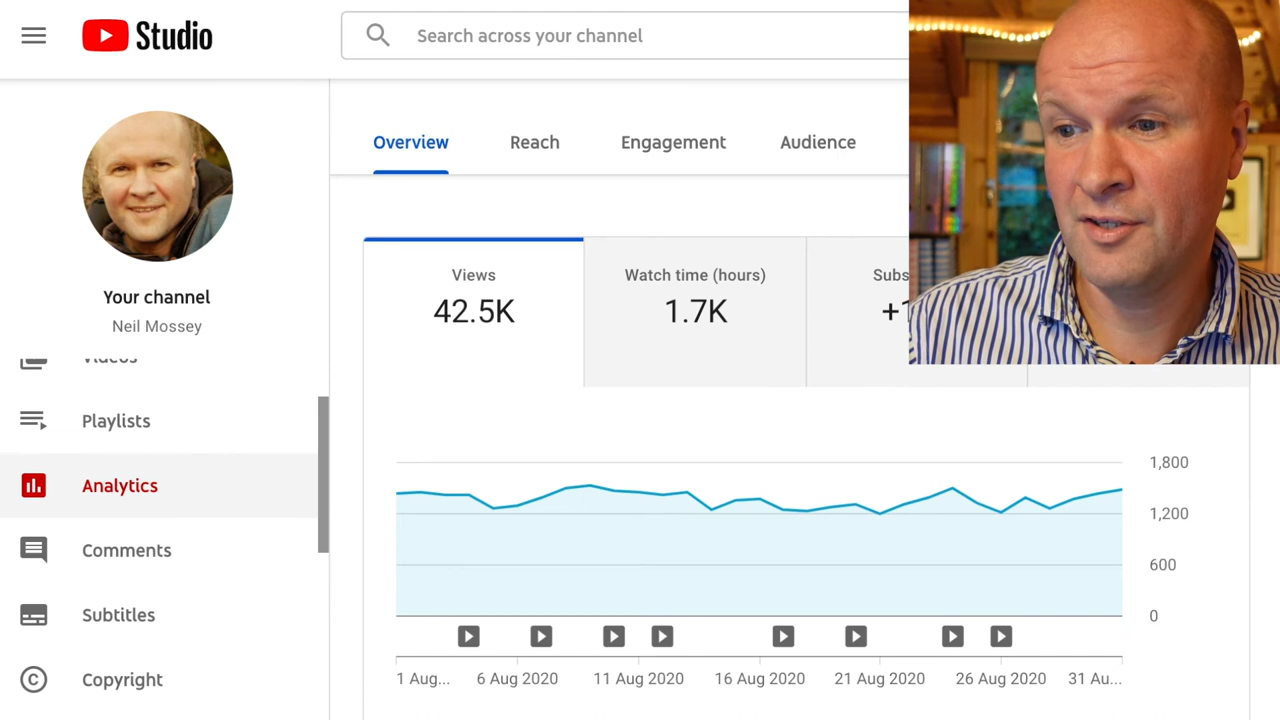 Studio
Search across your channel
Your channel
Neil Mossey
Videos
Playlists
Analytics
Comments
Subtitles
Copyright
Overview Reach Engagement Audience
Views
42.5K
Watch time (hours)
1.7K
Subs
+1
1,800
1,200
600
0
1 Aug... 6 Aug 2020 11 Aug 2020 16 Aug 2020 21 Aug 2020 26 Aug 2020 31 Au...